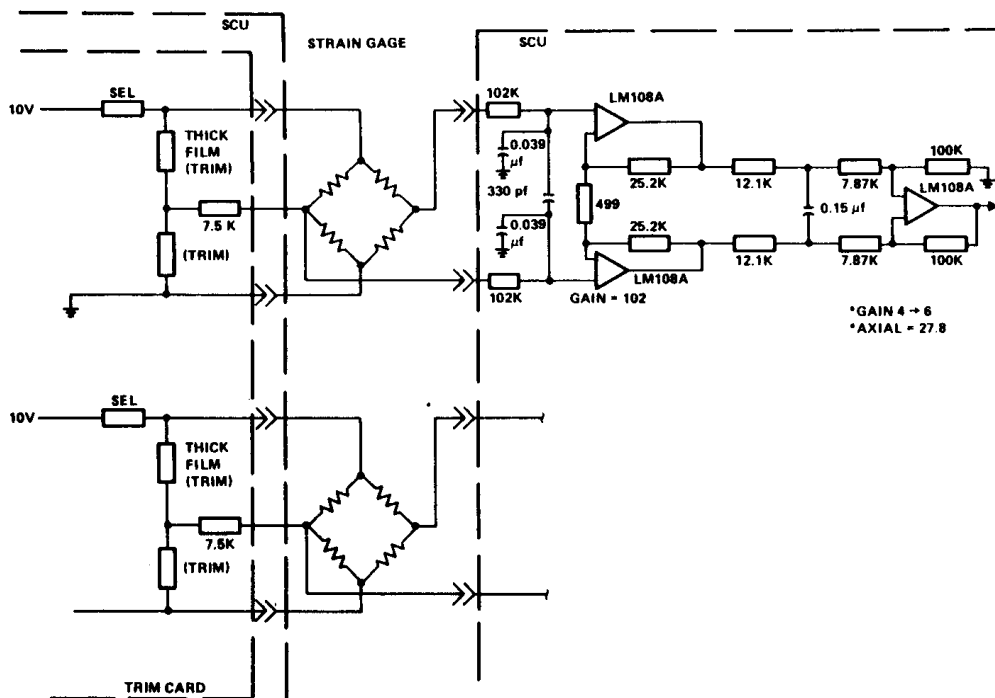 SCU
STRAIN GAGE
SCU
10V
SEL
THICK
FILM
(TRIM)
7.5 K
(TRIM)
102K
0.039
µf
330 pf
0.039
µf
102K
LM108A
25.2K
499
25.2K
LM108A
GAIN = 102
12.1K
12.1K
0.15 µf
7.87K
7.87K
100K
LM108A
100K
*GAIN 4 → 6
*AXIAL = 27.8
10V
SEL
THICK
FILM
(TRIM)
7.5K
(TRIM)
TRIM CARD